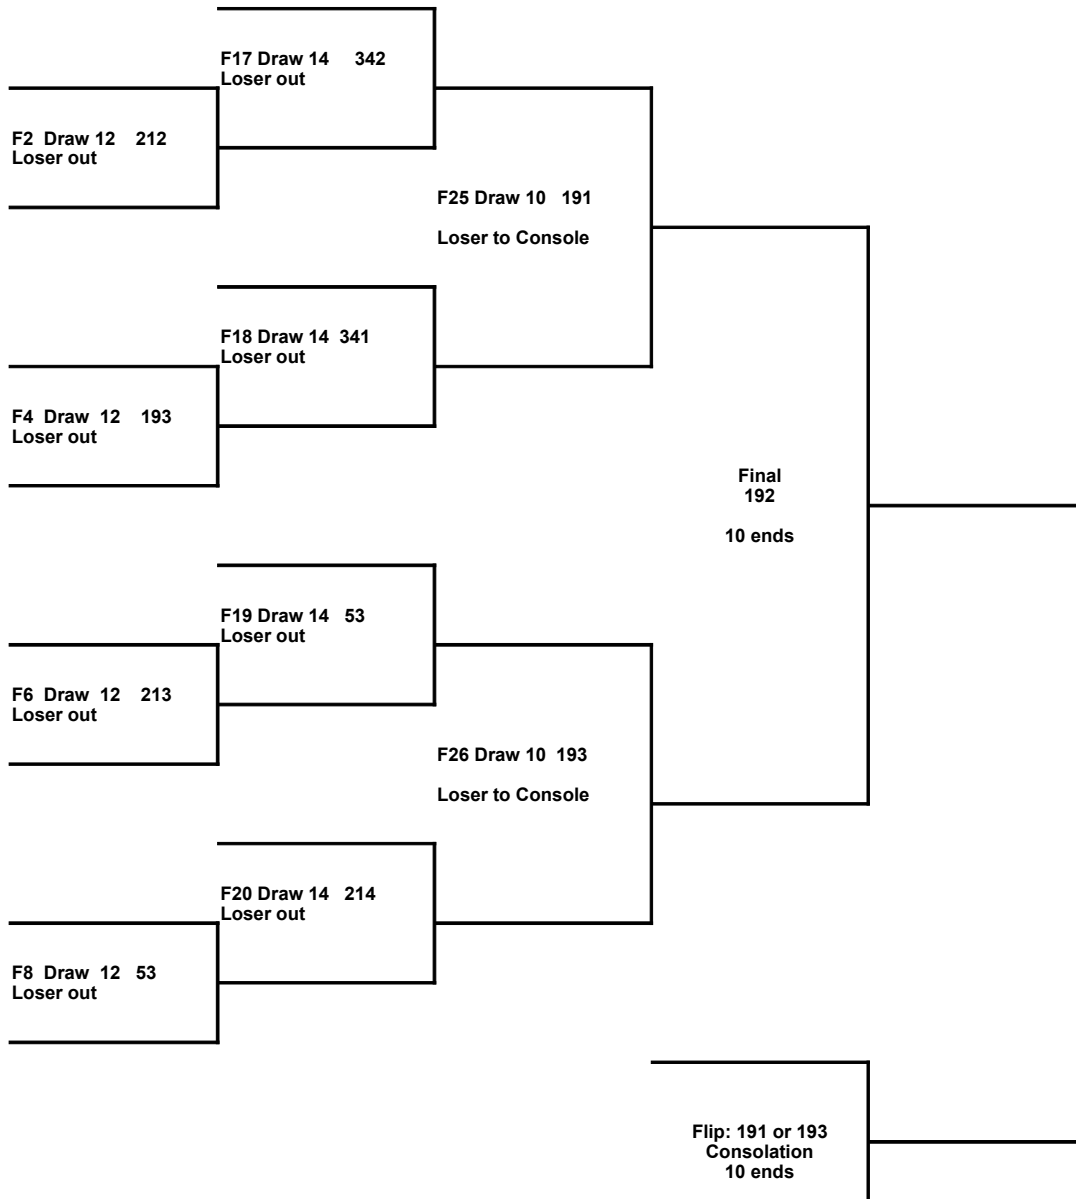 F17 Draw 14 342
Loser out
F2 Draw 12 212
Loser out
F25 Draw 10 191
Loser to Console
F18 Draw 14 341
Loser out
F4 Draw 12 193
Loser out
Final
192
10 ends
F19 Draw 14 53
Loser out
F6 Draw 12 213
Loser out
F26 Draw 10 193
Loser to Console
F20 Draw 14 214
Loser out
F8 Draw 12 53
Loser out
Flip: 191 or 193
Consolation
10 ends